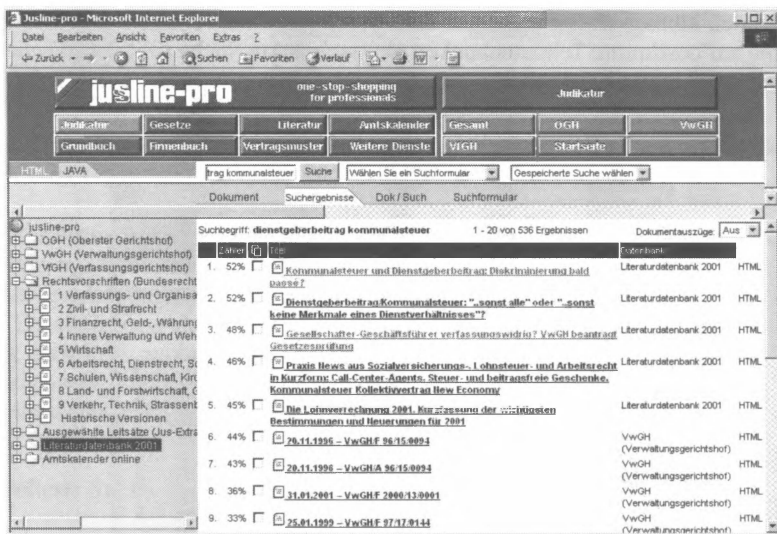 Jusline-pro - Microsoft Internet Explorer
Datei Bearbeiten Ansicht Favoriten Extras ?
Zurück Suchen Favoriten Verlauf
jusline-pro
one-stop-shopping
for professionals
Judikatur
Judikatur Gesetze Literatur Amtskalender Gesamt OGH VwGH
Grundbuch Firmenbuch Vertragsmuster Weitere Dienste VfGH Startseite
HTML JAVA trag kommunalsteuer Suche Wählen Sie ein Suchformular Gespeicherte Suche wählen
Dokument Suchergebnisse Dok / Buch Suchformular
jusline-pro
OGH (Oberster Gerichtshof)
VwGH (Verwaltungsgerichtshof)
VfGH (Verfassungsgerichtshof)
Rechtsvorschriften (Bundesrecht
1 Verfassungs- und Organisa
2 Zivil- und Strafrecht
3 Finanzrecht, Geld-, Währung
4 Innere Verwaltung und Weh
5 Wirtschaft
6 Arbeitsrecht, Dienstrecht, So
7 Schulen, Wissenschaft, Kirc
8 Land- und Forstwirtschaft, G
9 Verkehr, Technik, Strassenb
Historische Versionen
Ausgewählte Leitsätze (Jus-Extra
Literaturdatenbank 2001
Amtskalender online
Suchbegriff: dienstgeberbeitrag kommunalsteuer 1 - 20 von 536 Ergebnissen Dokumentauszüge: Aus
Zähler Titel Datenbank
1. 52% Kommunalsteuer und Dienstgeberbeitrag: Diskriminierung bald Literaturdatenbank 2001 HTML
passé?
2. 52% Dienstgeberbeitrag/Kommunalsteuer: "..sonst alle" oder "..sonst Literaturdatenbank 2001 HTML
keine Merkmale eines Dienstverhältnisses"?
3. 48% Gesellschafter-Geschäftsführer verfassungswidrig? VwGH beantragt Literaturdatenbank 2001 HTML
Gesetzesprüfung
4. 46% Praxis News aus Sozialversicherungs-, Lohnsteuer- und Arbeitsrecht Literaturdatenbank 2001 HTML
in Kurzform: Call-Center-Agents, Steuer- und beitragsfreie Geschenke,
Kommunalsteuer Kollektivvertrag New Economy
5. 45% Die Lohnverrechnung 2001. Kurzfassung der wichtigsten Literaturdatenbank 2001 HTML
Bestimmungen und Neuerungen für 2001
6. 44% 20.11.1996 – VwGH/F 96/15/0094 VwGH HTML
(Verwaltungsgerichtshof)
7. 43% 20.11.1996 – VwGH/A 96/15/0094 VwGH HTML
(Verwaltungsgerichtshof)
8. 36% 31.01.2001 – VwGH/F 2000/13/0001 VwGH HTML
(Verwaltungsgerichtshof)
9. 33% 25.01.1999 – VwGH/F 97/17/0144 VwGH HTML
(Verwaltungsgerichtshof)